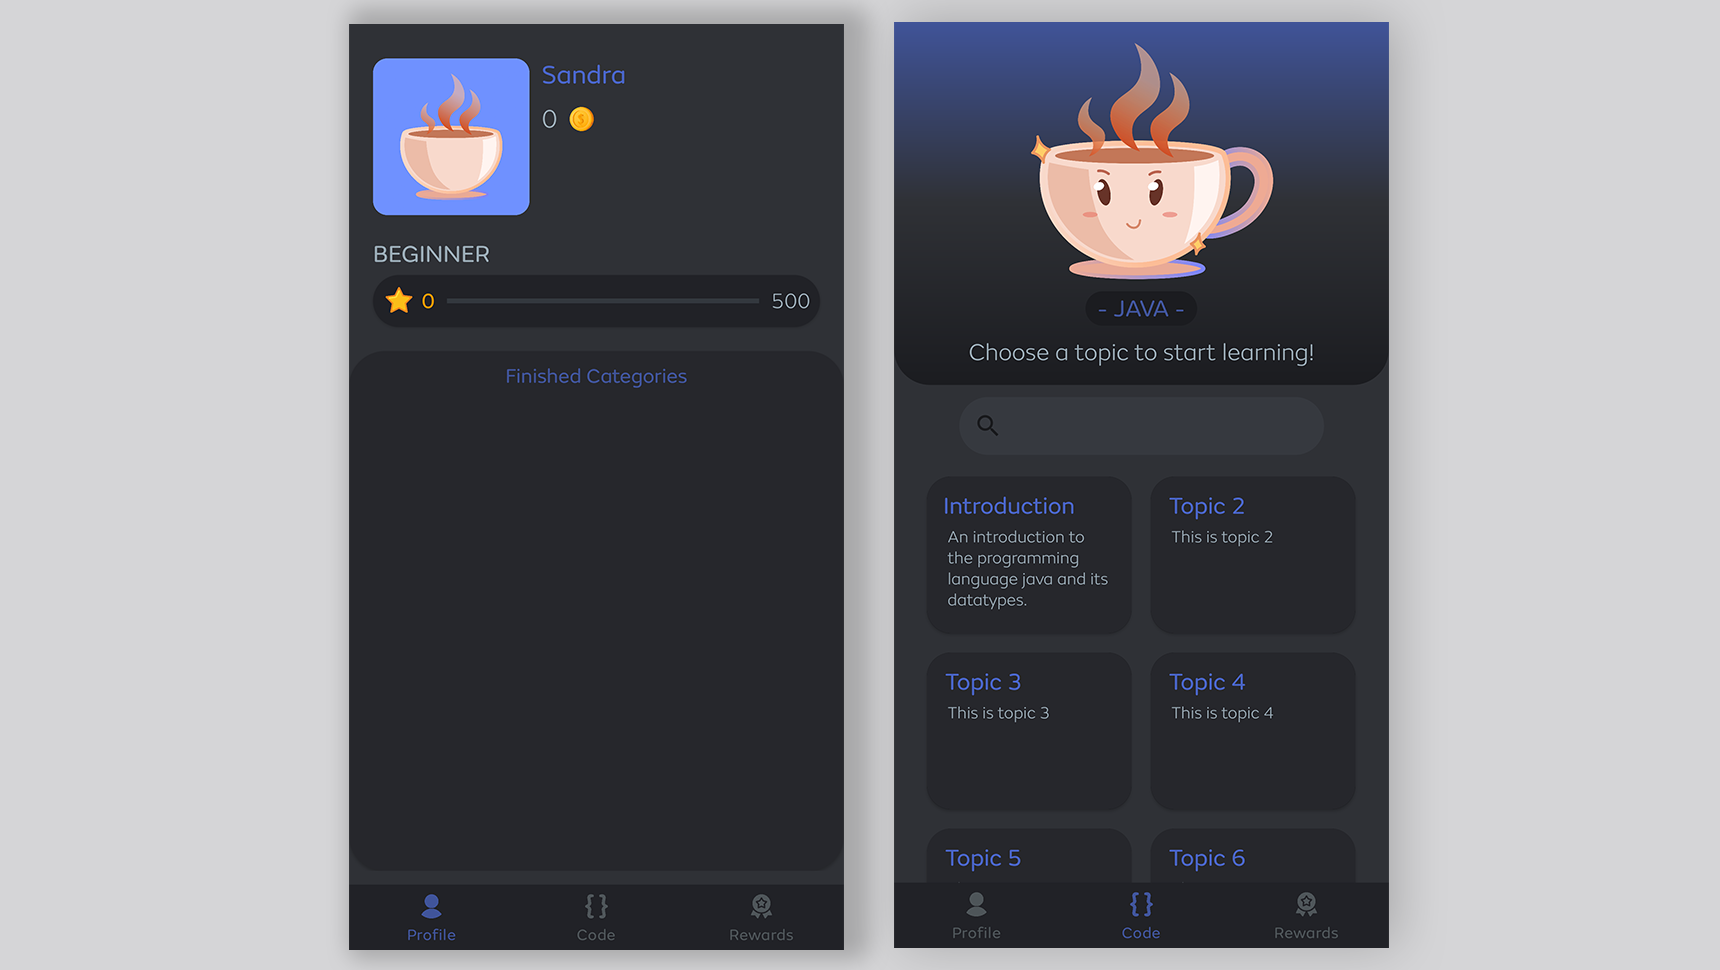 Sandra
0
BEGINNER
0 500
Finished Categories
Profile Code Rewards
- JAVA -
Choose a topic to start learning!
Introduction
An introduction to
the programming
language java and its
datatypes.
Topic 2
This is topic 2
Topic 3
This is topic 3
Topic 4
This is topic 4
Topic 5
Topic 6
Profile Code Rewards